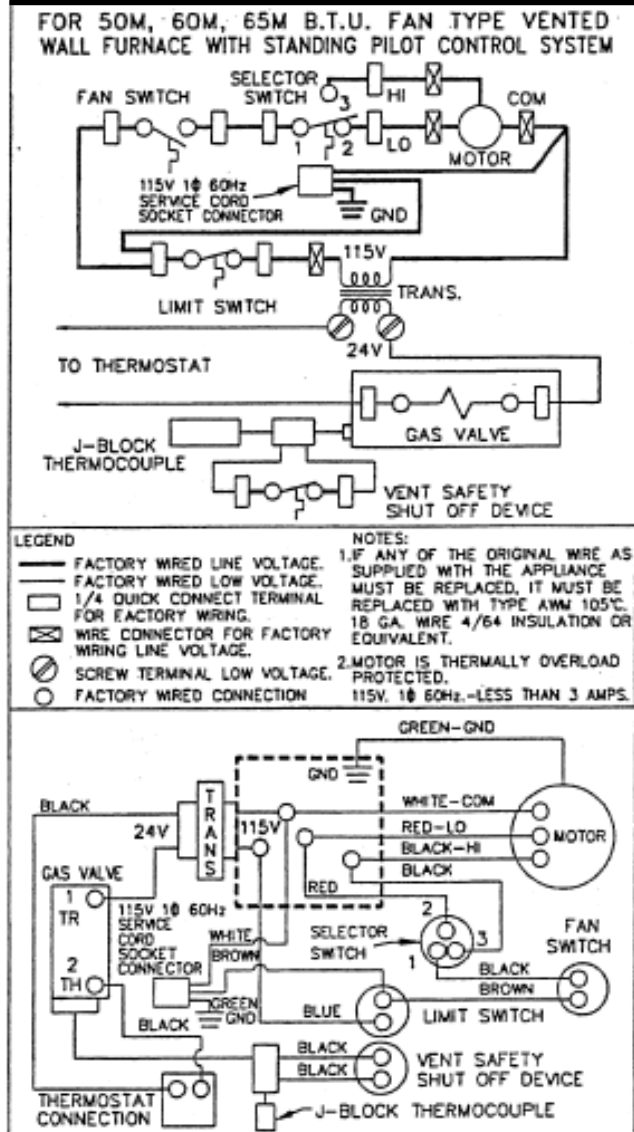 FOR 50M, 60M, 65M B.T.U. FAN TYPE VENTED
WALL FURNACE WITH STANDING PILOT CONTROL SYSTEM
SELECTOR
SWITCH
3
HI
FAN SWITCH
COM
1
2
LO
MOTOR
115V 1ϕ 60Hz
SERVICE CORD
SOCKET CONNECTOR
GND
115V
LIMIT SWITCH
TRANS.
24V
TO THERMOSTAT
GAS VALVE
J-BLOCK
THERMOCOUPLE
VENT SAFETY
SHUT OFF DEVICE
LEGEND
FACTORY WIRED LINE VOLTAGE.
FACTORY WIRED LOW VOLTAGE.
1/4 QUICK CONNECT TERMINAL
FOR FACTORY WIRING.
WIRE CONNECTOR FOR FACTORY
WIRING LINE VOLTAGE.
SCREW TERMINAL LOW VOLTAGE.
FACTORY WIRED CONNECTION
NOTES:
1.IF ANY OF THE ORIGINAL WIRE AS
SUPPLIED WITH THE APPLIANCE
MUST BE REPLACED, IT MUST BE
REPLACED WITH TYPE AWM 105°C.
18 GA. WIRE 4/64 INSULATION OR
EQUIVALENT.
2.MOTOR IS THERMALLY OVERLOAD
PROTECTED.
115V. 1ϕ 60Hz.-LESS THAN 3 AMPS.
GREEN-GND
GND
BLACK
TRANS
24V
115V
WHITE-COM
RED-LO
BLACK-HI
BLACK
MOTOR
RED
GAS VALVE
1
TR
2
TH
115V 1ϕ 60Hz
SERVICE
CORD
SOCKET
CONNECTOR
WHITE
BROWN
GREEN
GND
SELECTOR
SWITCH
2
3
1
FAN
SWITCH
BLACK
BROWN
BLUE
LIMIT SWITCH
BLACK
BLACK
BLACK
VENT SAFETY
SHUT OFF DEVICE
THERMOSTAT
CONNECTION
J-BLOCK THERMOCOUPLE